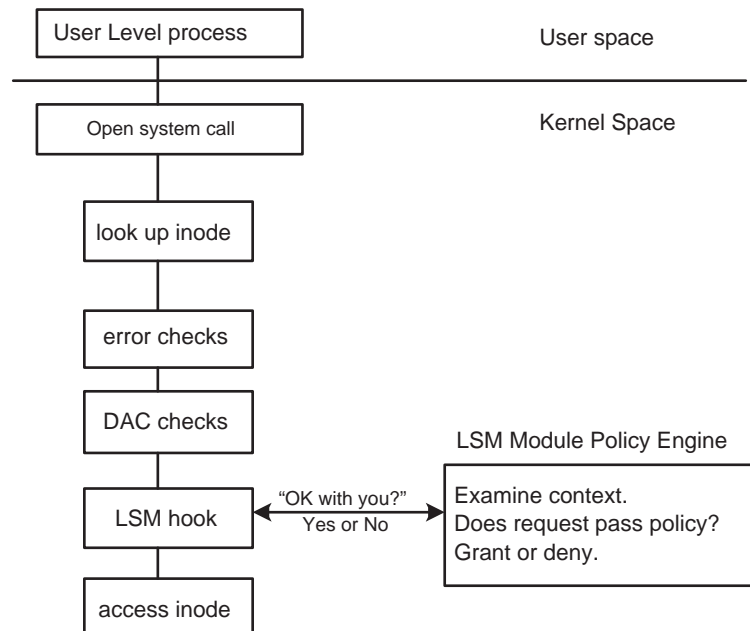 User Level process
User space
Open system call
Kernel Space
look up inode
error checks
DAC checks
LSM Module Policy Engine
LSM hook
“OK with you?”
Yes or No
Examine context.
Does request pass policy?
Grant or deny.
access inode